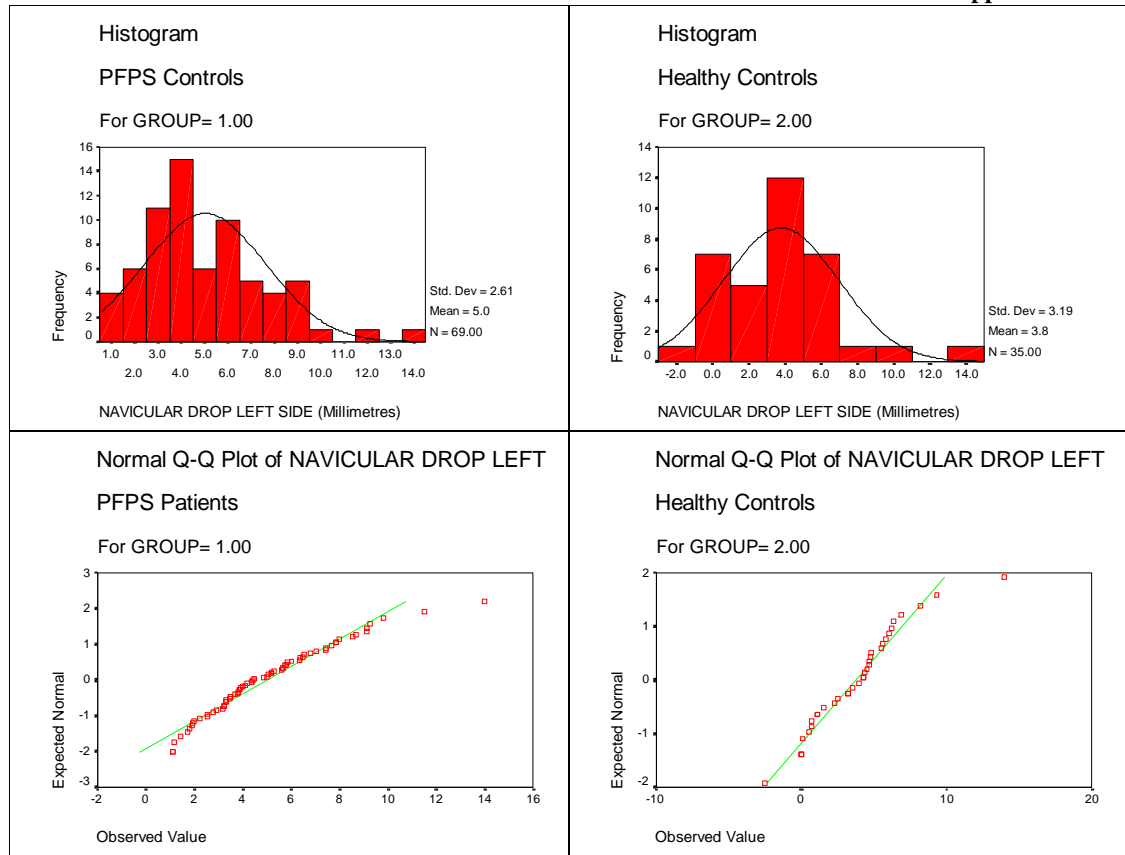 Histogram
PFPS Controls
For GROUP= 1.00
16
14
12
10
8
6
4
2
0
Frequency
Std. Dev = 2.61
Mean = 5.0
N = 69.00
1.0 3.0 5.0 7.0 9.0 11.0 13.0
2.0 4.0 6.0 8.0 10.0 12.0 14.0
NAVICULAR DROP LEFT SIDE (Millimetres)
Histogram
Healthy Controls
For GROUP= 2.00
14
12
10
8
6
4
2
0
Frequency
Std. Dev = 3.19
Mean = 3.8
N = 35.00
-2.0 0.0 2.0 4.0 6.0 8.0 10.0 12.0 14.0
NAVICULAR DROP LEFT SIDE (Millimetres)
Normal Q-Q Plot of NAVICULAR DROP LEFT
PFPS Patients
For GROUP= 1.00
3
2
1
0
-1
-2
-3
Expected Normal
-2 0 2 4 6 8 10 12 14 16
Observed Value
Normal Q-Q Plot of NAVICULAR DROP LEFT
Healthy Controls
For GROUP= 2.00
2
1
0
-1
-2
Expected Normal
-10 0 10 20
Observed Value